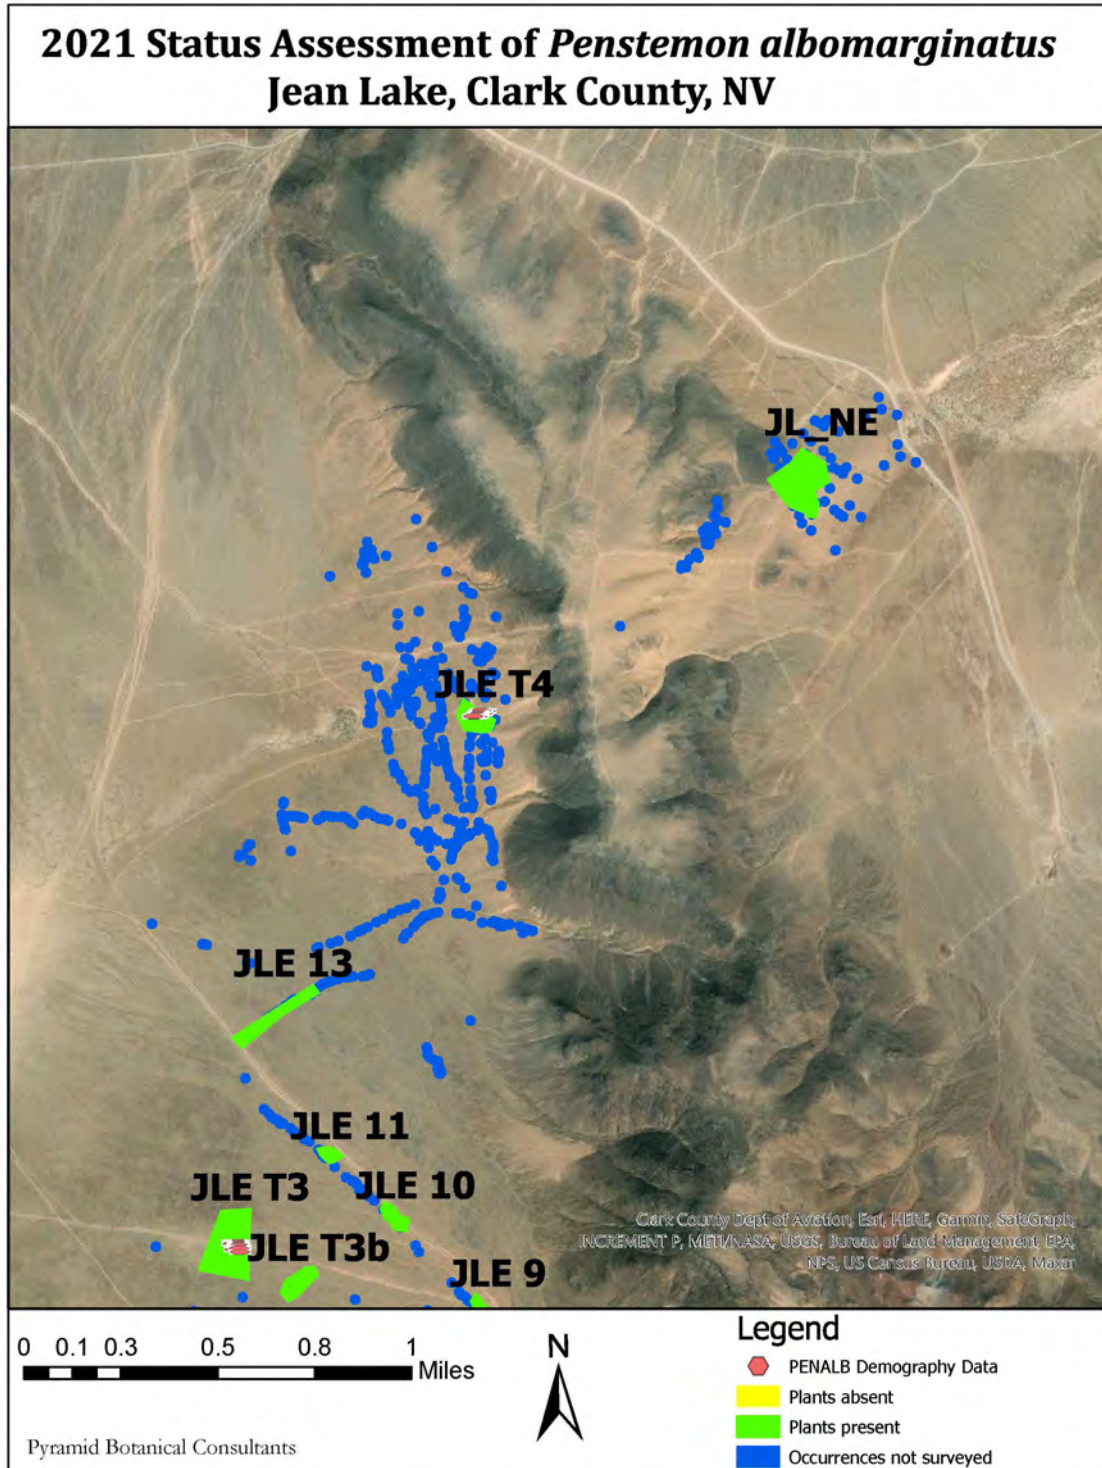 2021 Status Assessment of Penstemon albomarginatus
Jean Lake, Clark County, NV
JL_NE
JLE T4
JLE 13
JLE 11
JLE T3
JLE 10
JLE T3b
JLE 9
Clark County Dept of Aviation, Esri, HERE, Garmin, SafeGraph,
INCREMENT P, METI/NASA, USGS, Bureau of Land Management, EPA,
NPS, US Census Bureau, USDA, Maxar
0 0.1 0.3 0.5 0.8 1
Miles
N
Legend
PENALB Demography Data
Plants absent
Plants present
Occurrences not surveyed
Pyramid Botanical Consultants